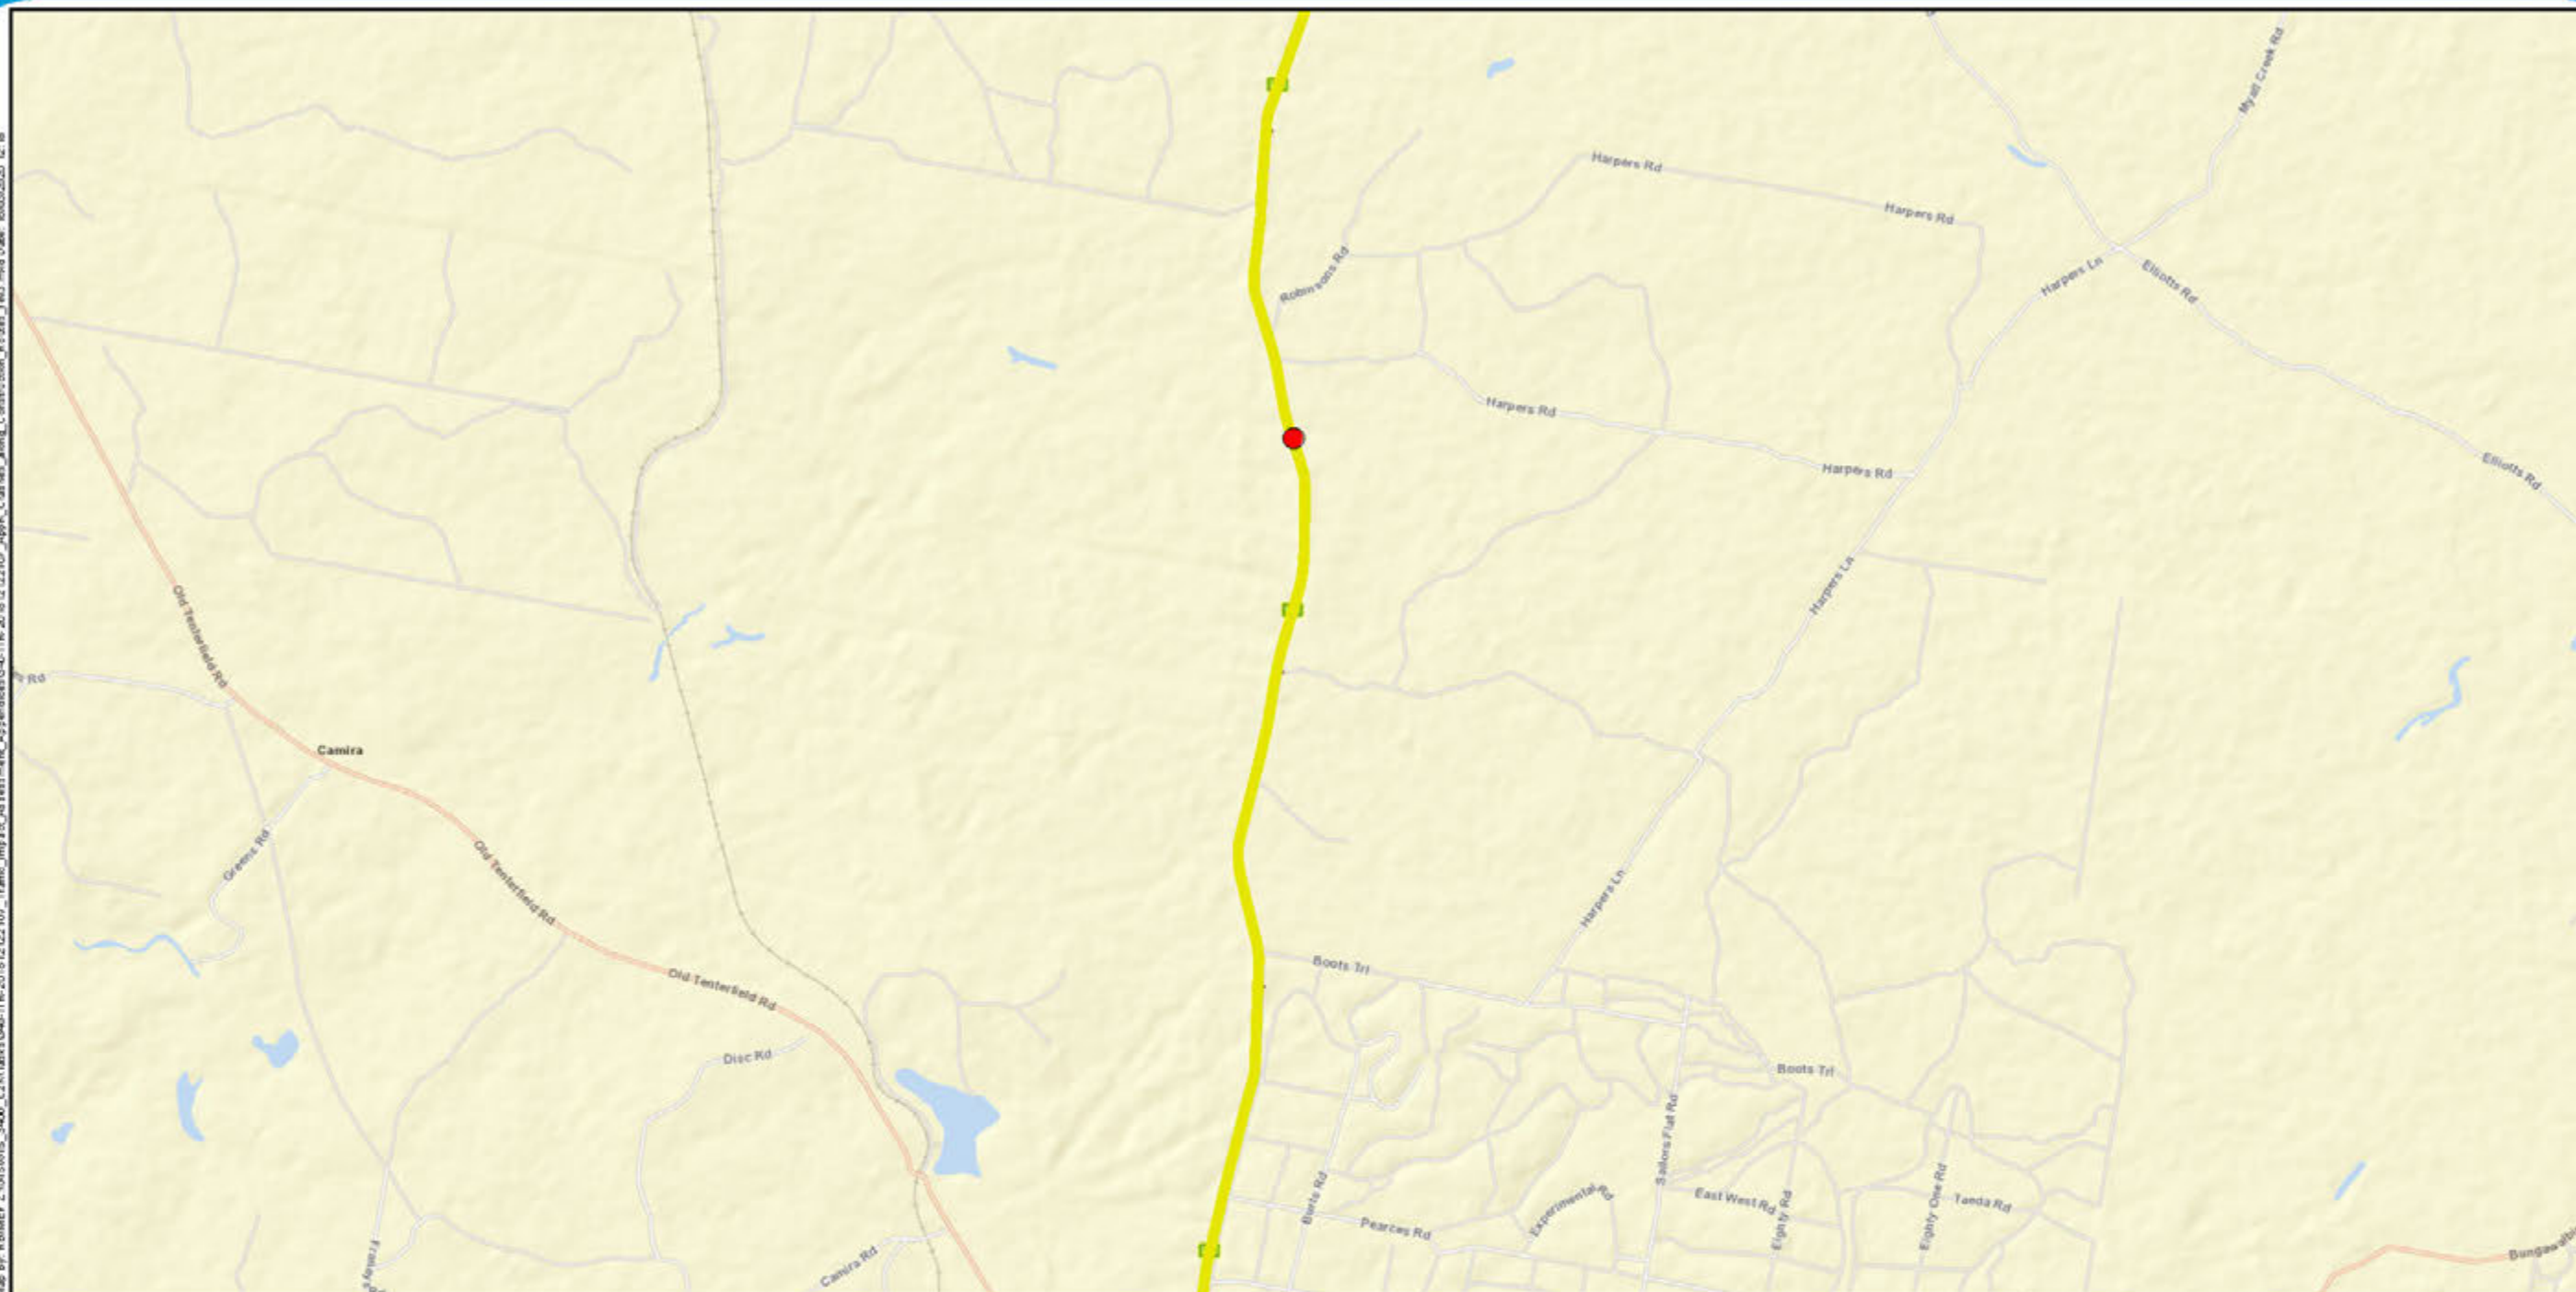 Myall Creek Rd
Harpers Rd
Harpers Rd
Robinsons Rd
Harpers Ln
Elliotts Rd
Harpers Rd
Harpers Rd
Elliotts Rd
Harpers Ln
Old Tenterfield Rd
Rd
Camira
Greens Rd
Old Tenterfield Rd
Harpers Ln
Boots Trl
Old Tenterfield Rd
Disc Rd
Boots Trl
Sailors Flat Rd
Burls Rd
Experimental Rd
East West Rd
Eighty Rd
Eighty One Rd
Taeda Rd
Pearces Rd
Camira Rd